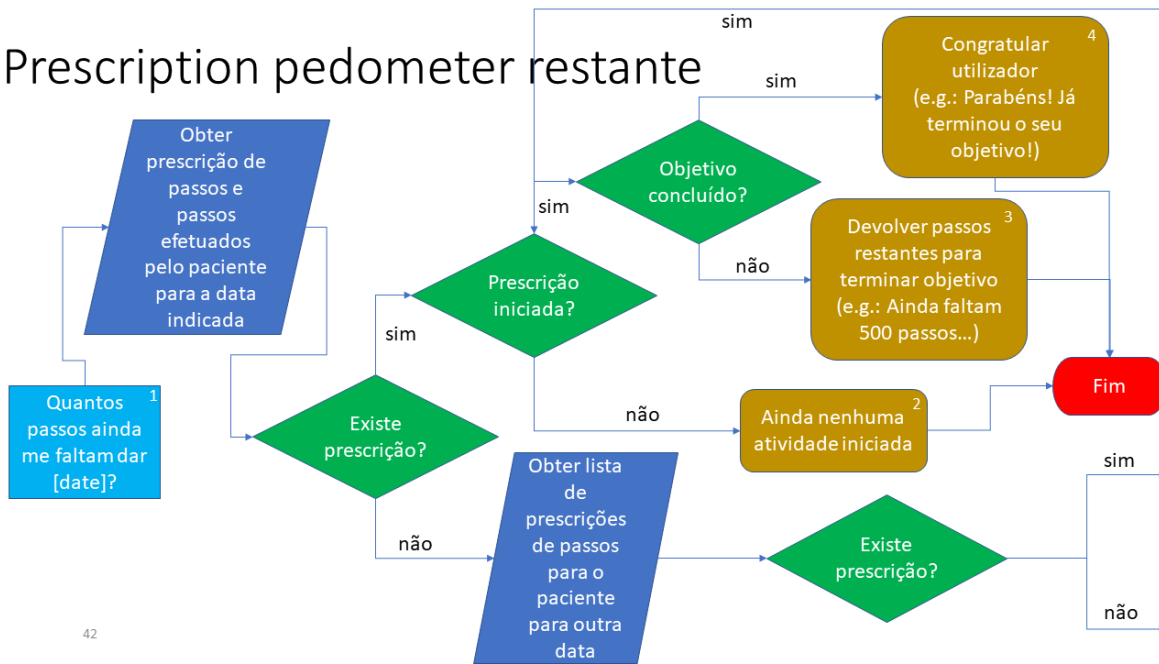 Prescription pedometer restante
sim
4
Congratular
utilizador
(e.g.: Parabéns! Já
terminou o seu
objetivo!)
sim
Obter
prescrição de
passos e
passos
efetuados
pelo paciente
para a data
indicada
Objetivo
concluído?
sim
3
Devolver passos
restantes para
terminar objetivo
(e.g.: Ainda faltam
500 passos…)
não
Prescrição
iniciada?
sim
Fim
1
Quantos
passos ainda
me faltam dar
[date]?
Existe
prescrição?
não
2
Ainda nenhuma
atividade iniciada
sim
Obter lista
de
prescrições
de passos
para o
paciente
para outra
data
não
Existe
prescrição?
não
42